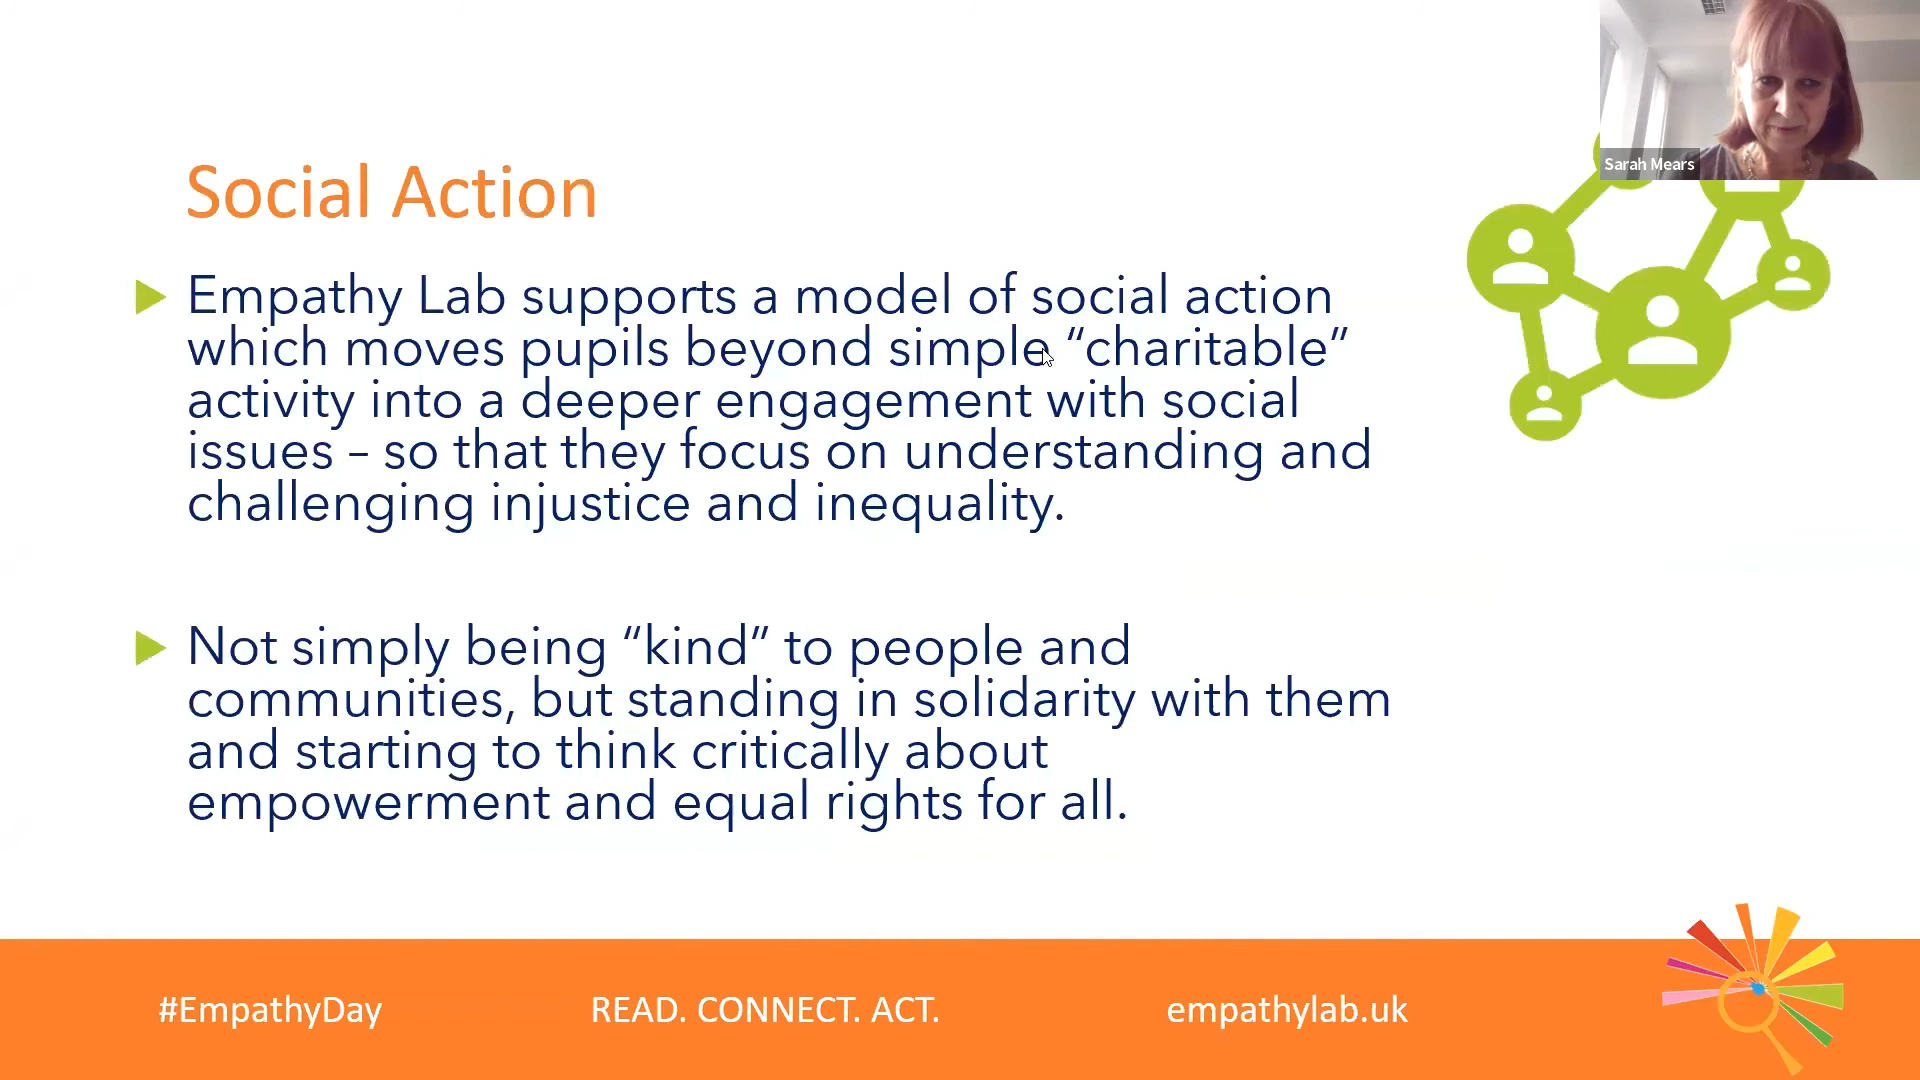 Sarah Mears
Social Action
Empathy Lab supports a model of social action
which moves pupils beyond simple “charitable”
activity into a deeper engagement with social
issues – so that they focus on understanding and
challenging injustice and inequality.
Not simply being “kind” to people and
communities, but standing in solidarity with them
and starting to think critically about
empowerment and equal rights for all.
#EmpathyDay
READ. CONNECT. ACT.
empathylab.uk